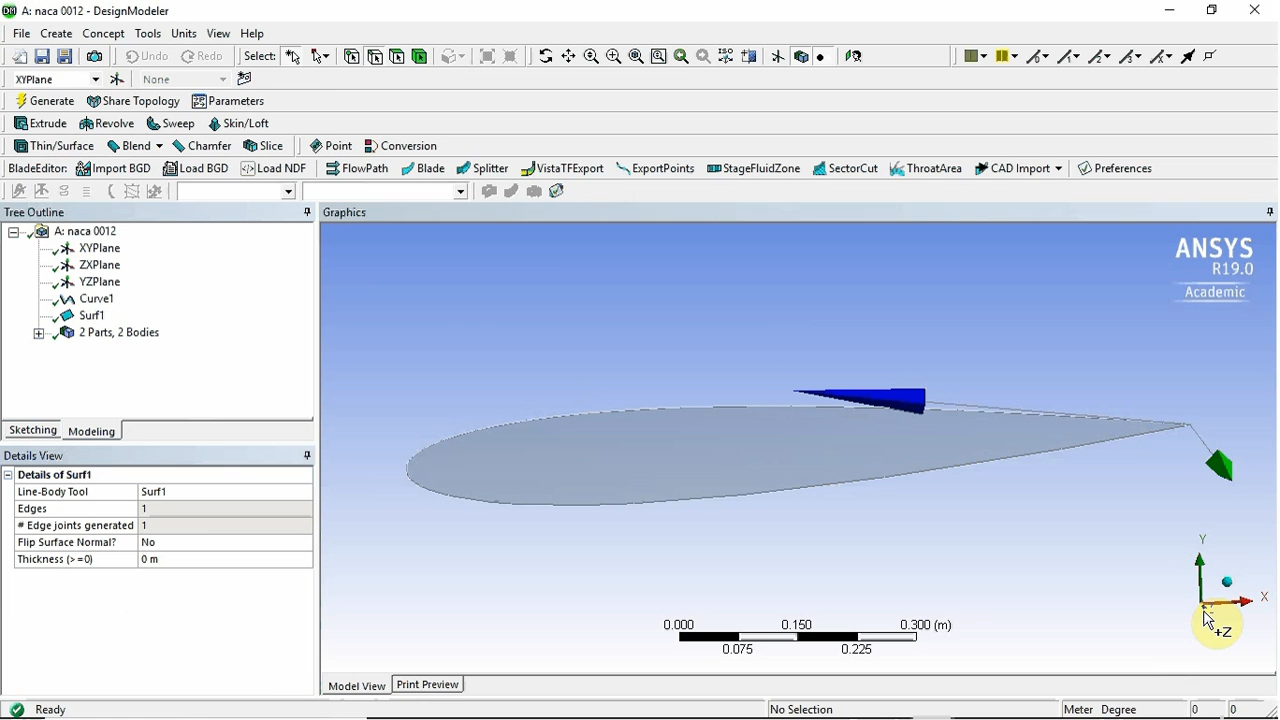 A: naca 0012 - DesignModeler
File Create Concept Tools Units View Help
Undo Redo Select:
XYPlane None
Generate Share Topology Parameters
Extrude Revolve Sweep Skin/Loft
Thin/Surface Blend Chamfer Slice Point Conversion
BladeEditor: Import BGD Load BGD Load NDF FlowPath Blade Splitter VistaTFExport ExportPoints StageFluidZone SectorCut ThroatArea CAD Import Preferences
Tree Outline
A: naca 0012
XYPlane
ZXPlane
YZPlane
Curve1
Surf1
2 Parts, 2 Bodies
Sketching Modeling
Details View
Details of Surf1
Line-Body Tool Surf1
Edges 1
# Edge joints generated 1
Flip Surface Normal? No
Thickness (>=0) 0 m
Graphics
ANSYS
R19.0
Academic
Y
X
+Z
0.000 0.150 0.300 (m)
0.075 0.225
Model View Print Preview
Ready No Selection Meter Degree 0 0